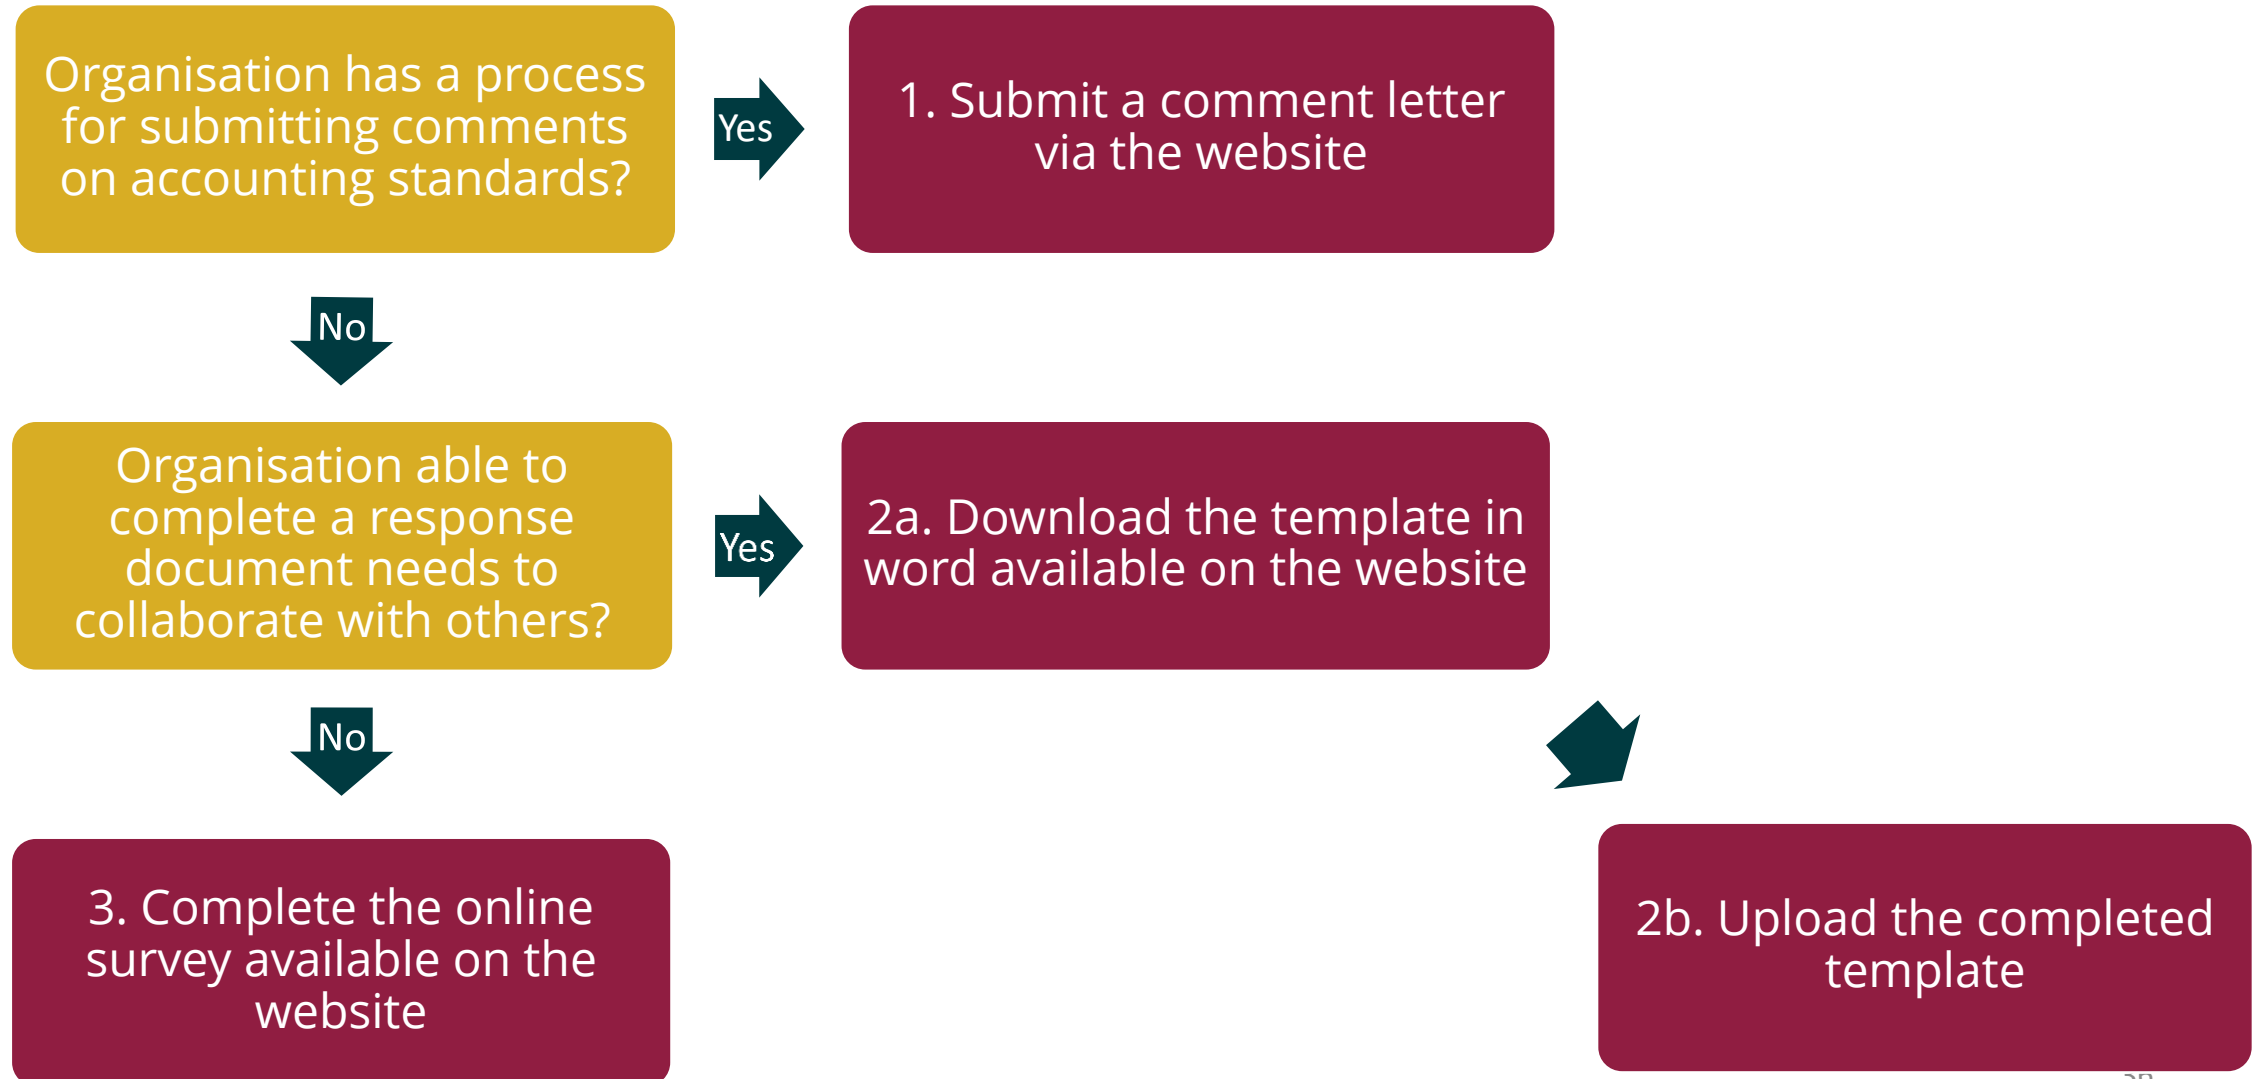 Organisation has a process
for submitting comments
on accounting standards?
Yes
1. Submit a comment letter
via the website
No
Organisation able to
complete a response
document needs to
collaborate with others?
Yes
2a. Download the template in
word available on the website
No
3. Complete the online
survey available on the
website
2b. Upload the completed
template